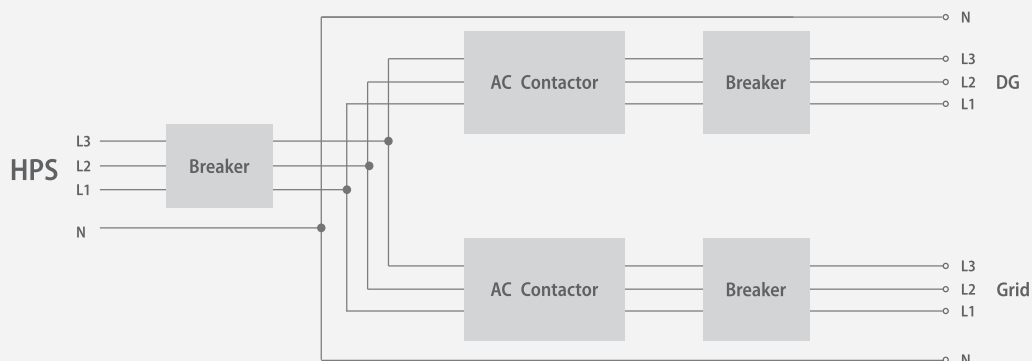 N
L3
AC Contactor
Breaker
L2
DG
L1
L3
HPS
L2
Breaker
L1
N
L3
AC Contactor
Breaker
L2
Grid
L1
N